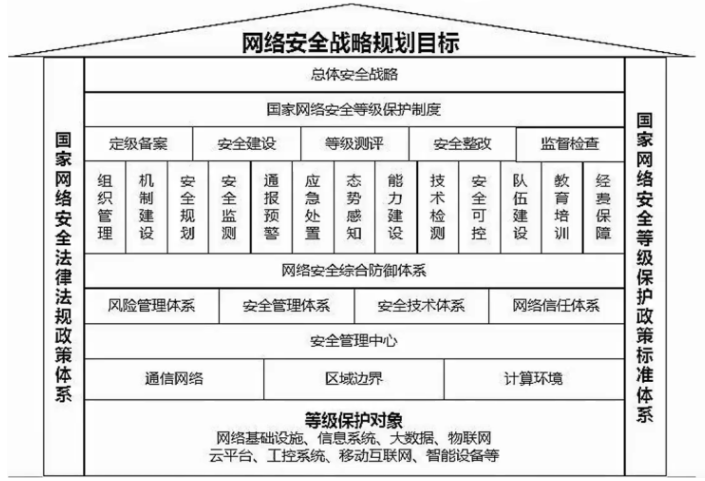 网络安全战略规划目标
总体安全战略
国家网络安全等级保护制度
定级备案 安全建设 等级测评 安全整改 监督检查
组织管理 机制建设 安全规划 安全监测 通报预警 应急处置 态势感知 能力建设 技术检测 安全可控 队伍建设 教育培训 经费保障
网络安全综合防御体系
风险管理体系 安全管理体系 安全技术体系 网络信任体系
安全管理中心
通信网络 区域边界 计算环境
等级保护对象
网络基础设施、信息系统、大数据、物联网
云平台、工控系统、移动互联网、智能设备等
国家网络安全法律法规政策体系
国家网络安全等级保护政策标准体系